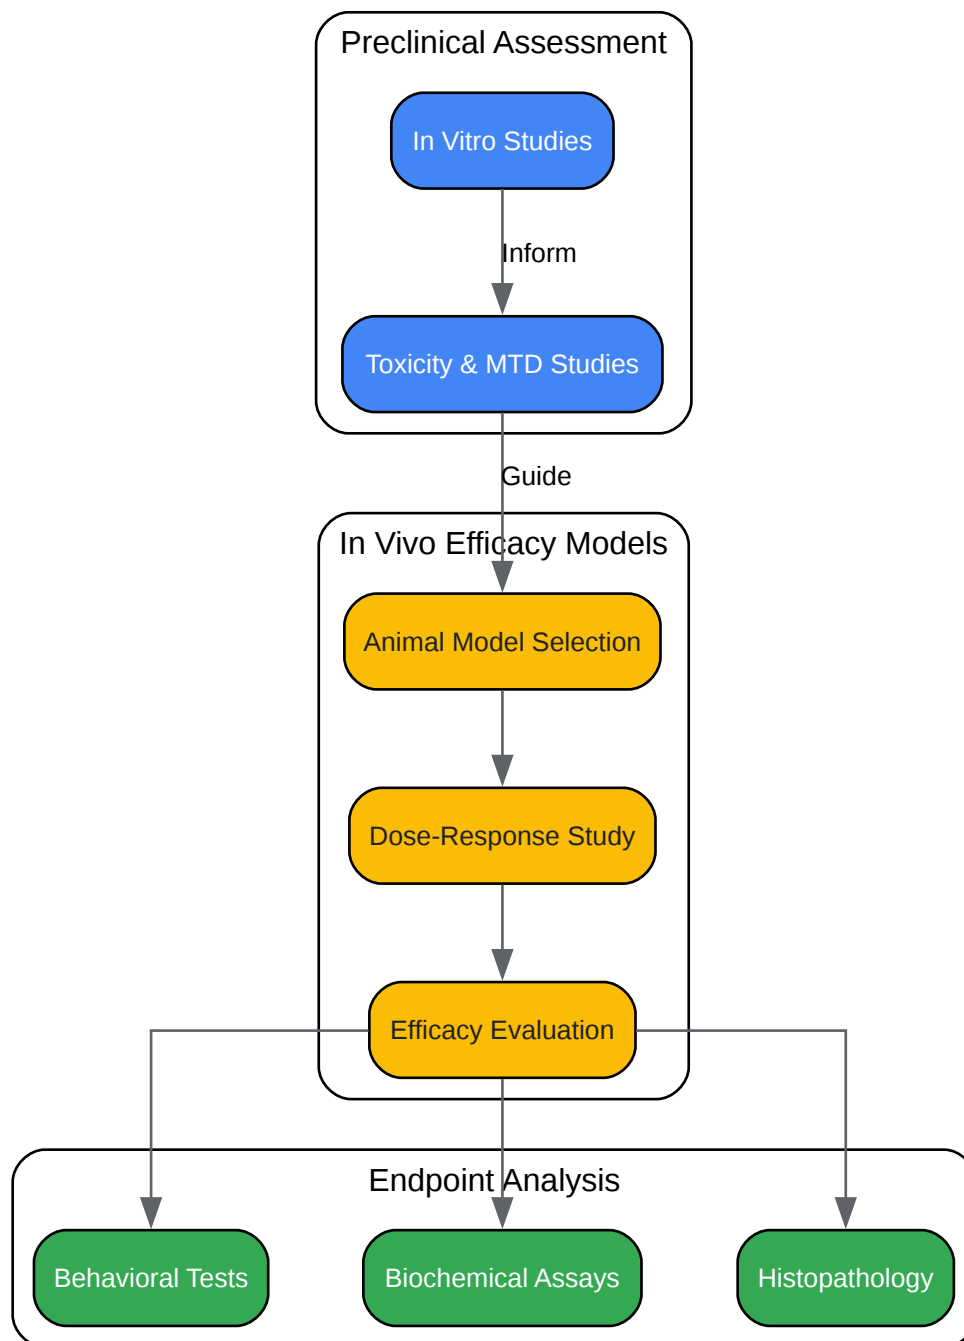 Preclinical Assessment
In Vitro Studies
Inform
Toxicity & MTD Studies
Guide
In Vivo Efficacy Models
Animal Model Selection
Dose-Response Study
Efficacy Evaluation
Endpoint Analysis
Behavioral Tests
Biochemical Assays
Histopathology